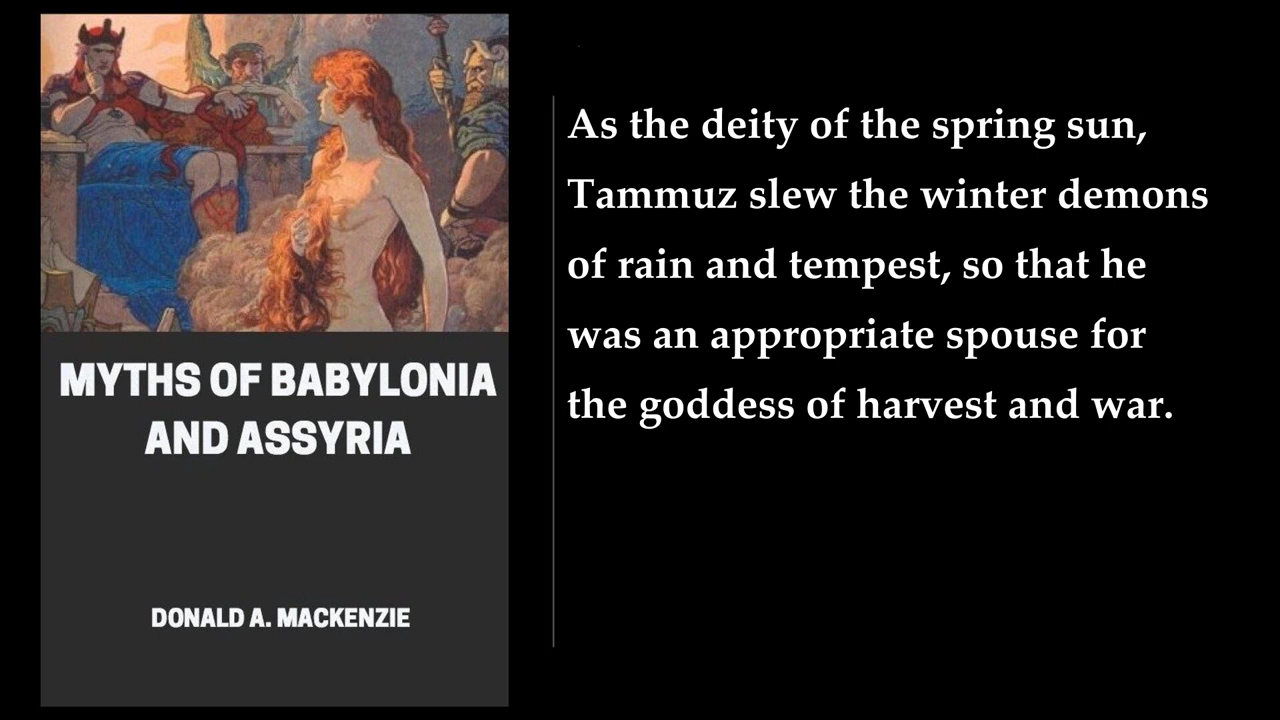 MYTHS OF BABYLONIA
AND ASSYRIA
DONALD A. MACKENZIE
As the deity of the spring sun,
Tammuz slew the winter demons
of rain and tempest, so that he
was an appropriate spouse for
the goddess of harvest and war.